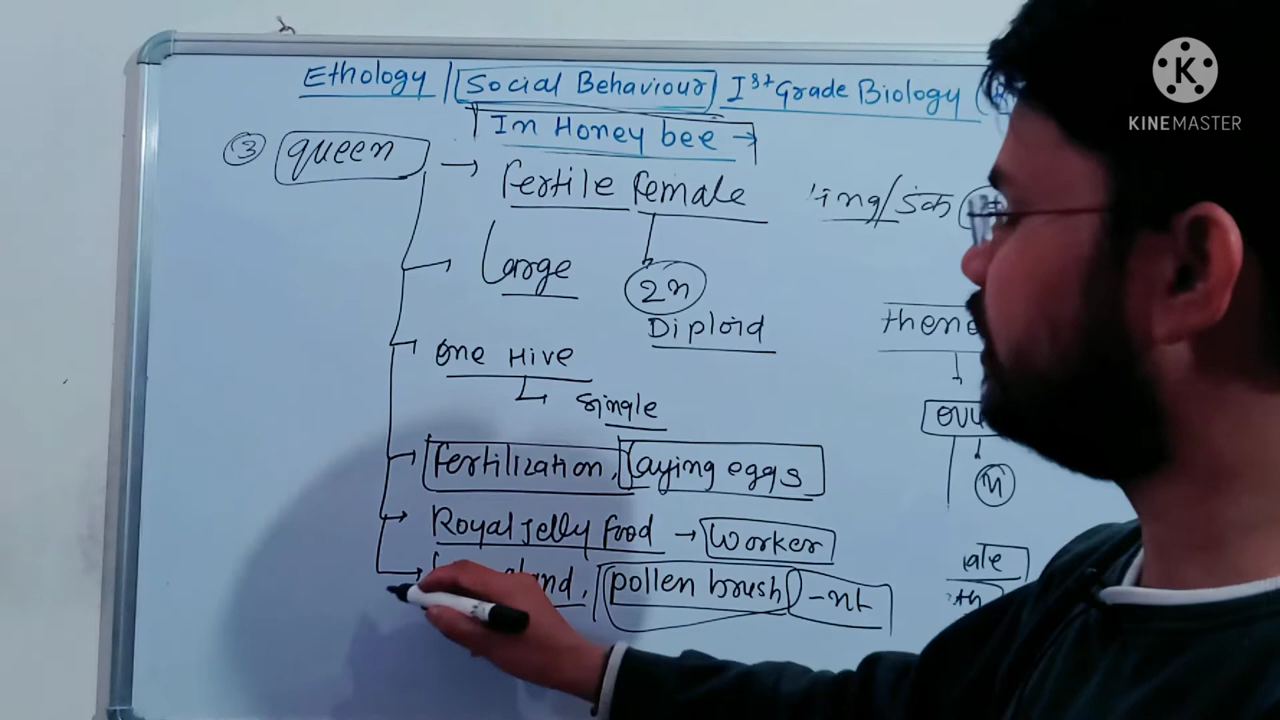 Ethology / Social Behaviour / Ist Grade Biology (
In Honey bee →
③ queen → fertile female
Large 2n
Diploid
One Hive
single
fertilization, laying eggs
Royal Jelly food → Worker
pollen brush - nt
KINEMASTER